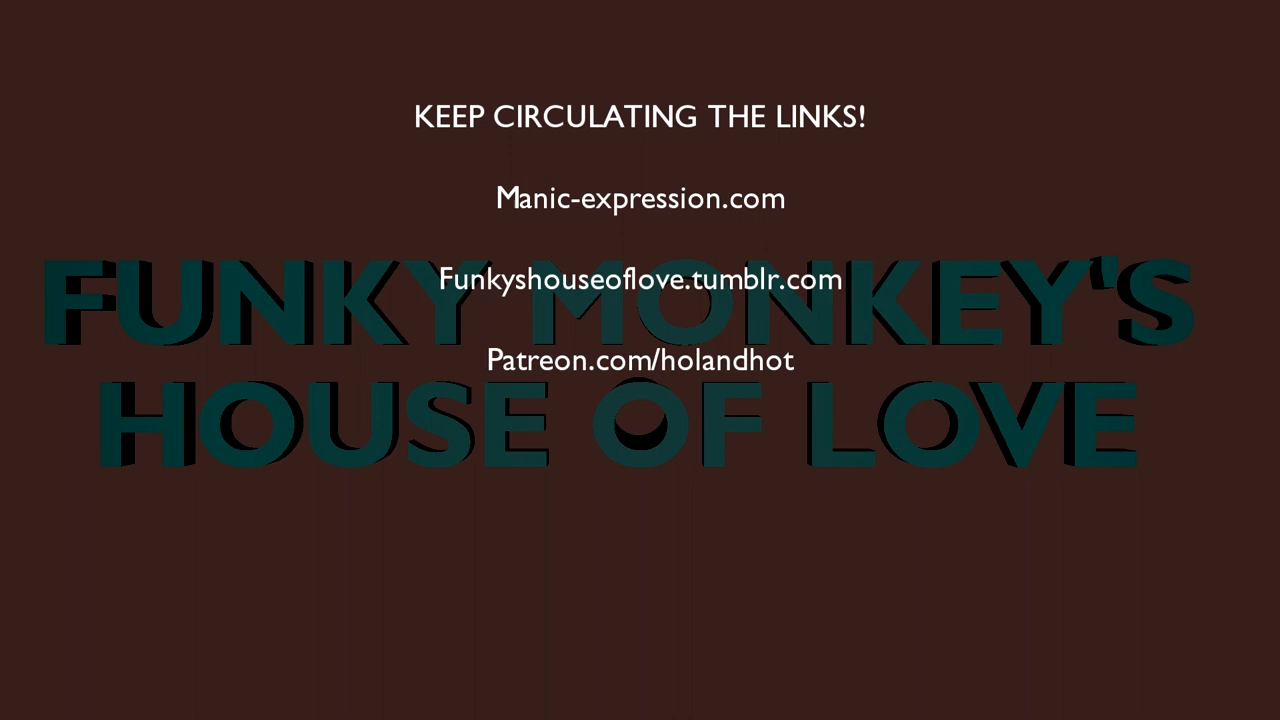 KEEP CIRCULATING THE LINKS!
Manic-expression.com
Funkyshouseoflove.tumblr.com
FUNKY MONKEY'S
Patreon.com/holandhot
HOUSE OF LOVE